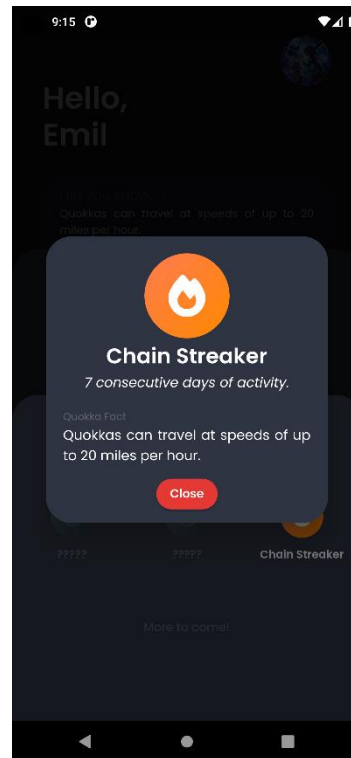 9:15
Hello,
Emil
Quokkas can travel at speeds of up to 20
miles per hour.
Chain Streaker
7 consecutive days of activity.
Quokka Fact
Quokkas can travel at speeds of up
to 20 miles per hour.
Close
????? ????? Chain Streaker
More to come!